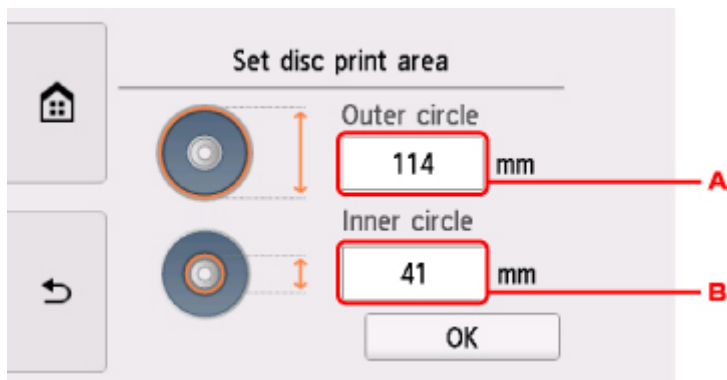 Set disc print area
Outer circle
114 mm
A
Inner circle
41 mm
B
OK